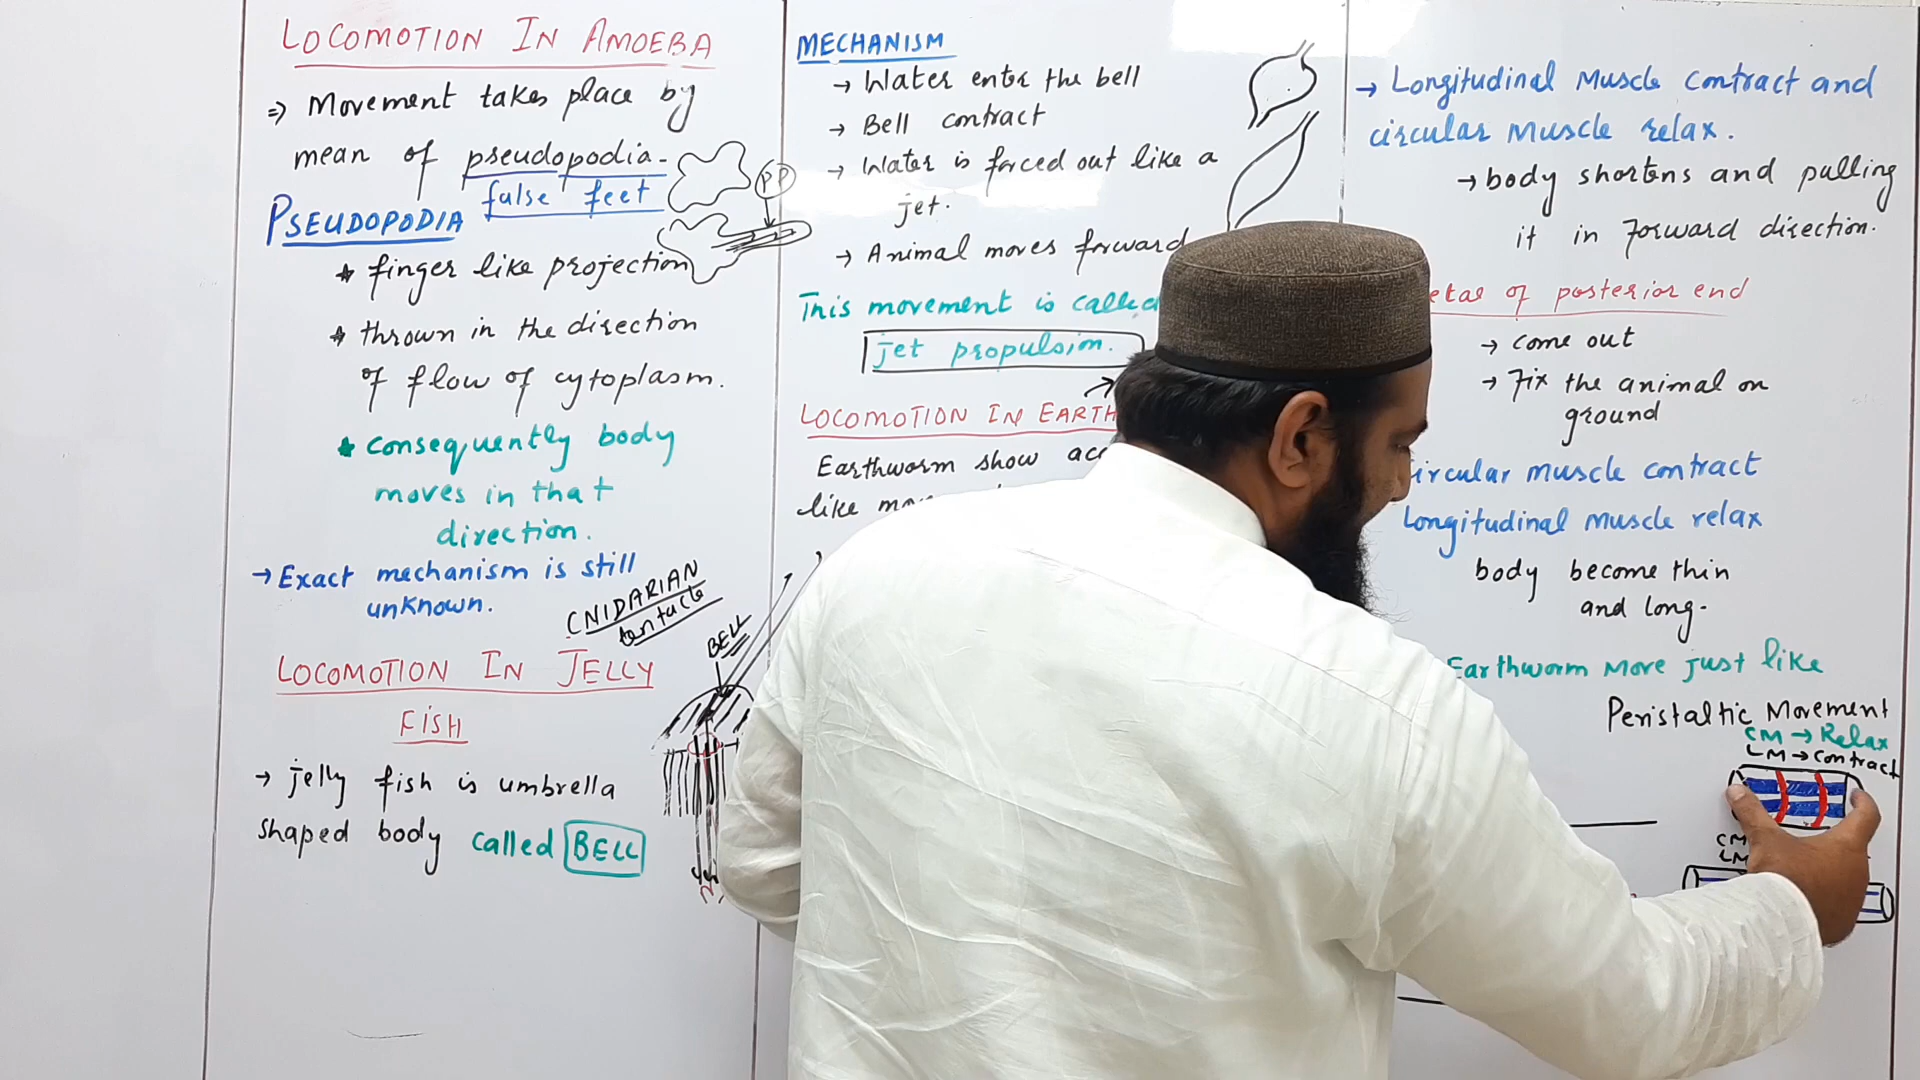 LOCOMOTION IN AMOEBA
⇒ Movement takes place by
mean of pseudopodia.
false feet
PP
PSEUDOPODIA
* finger like projection
* thrown in the direction
of flow of cytoplasm.
* consequently body
moves in that
direction.
→ Exact mechanism is still
unknown.
CNIDARIAN
tentacle
BELL
LOCOMOTION IN JELLY
FISH
→ jelly fish is umbrella
shaped body called BELL
MECHANISM
→ Water enter the bell
→ Bell contract
→ Water is forced out like a
jet.
→ Animal moves forward
This movement is called
jet propulsion.
LOCOMOTION IN EARTH
Earthworm show acc
like mo
→ Longitudinal Muscle contract and
circular Muscle relax.
→ body shortens and pulling
it in forward direction.
etae of posterior end
→ come out
→ Fix the animal on
ground
ircular muscle contract
Longitudinal muscle relax
body become thin
and long.
Earthworm Move just like
Peristaltic Movement
CM → Relax
LM → contract
CM
LM